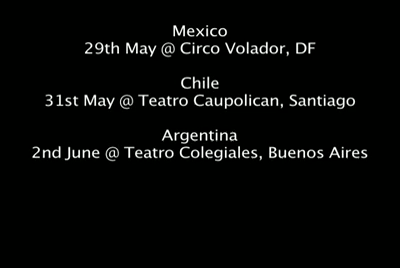 Mexico
29th May @ Circo Volador, DF
Chile
31st May @ Teatro Caupolican, Santiago
Argentina
2nd June @ Teatro Colegiales, Buenos Aires